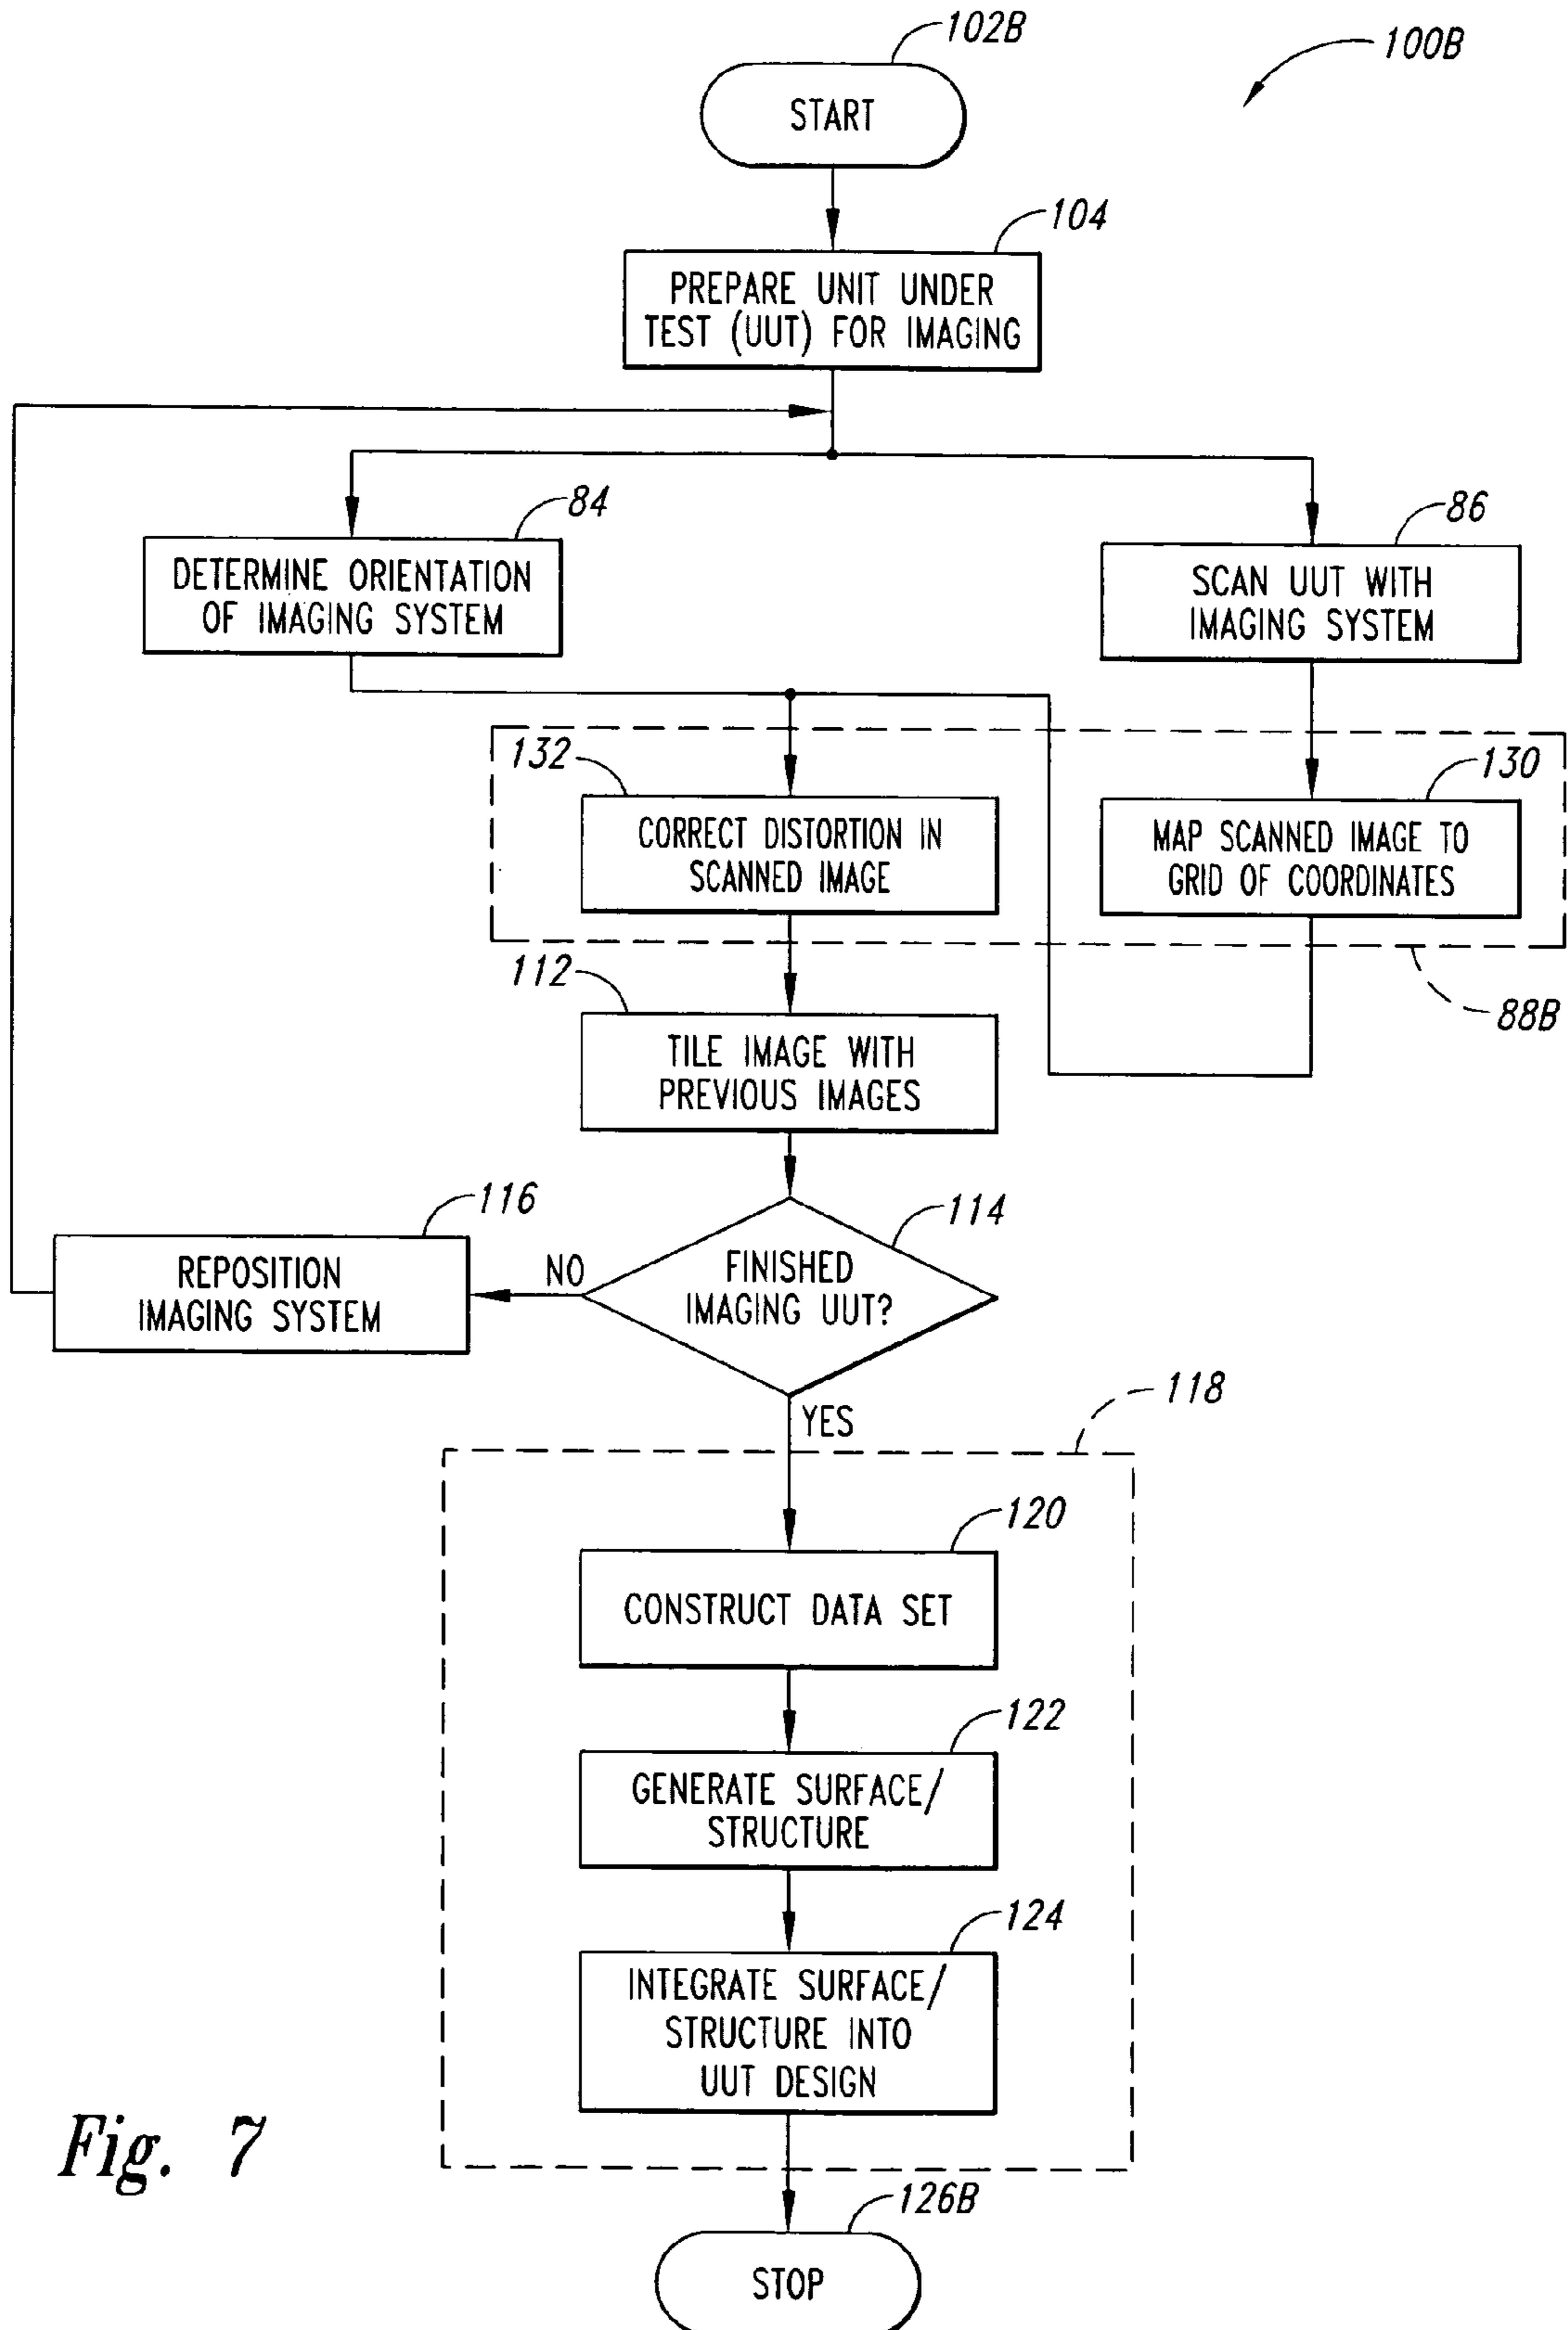 102B
100B
START
104
PREPARE UNIT UNDER
TEST (UUT) FOR IMAGING
84
86
DETERMINE ORIENTATION
OF IMAGING SYSTEM
SCAN UUT WITH
IMAGING SYSTEM
132
130
CORRECT DISTORTION IN
SCANNED IMAGE
MAP SCANNED IMAGE TO
GRID OF COORDINATES
112
88B
TILE IMAGE WITH
PREVIOUS IMAGES
116
114
REPOSITION
IMAGING SYSTEM
NO
FINISHED
IMAGING UUT?
YES
118
120
CONSTRUCT DATA SET
122
GENERATE SURFACE/
STRUCTURE
124
INTEGRATE SURFACE/
STRUCTURE INTO
UUT DESIGN
Fig. 7
126B
STOP